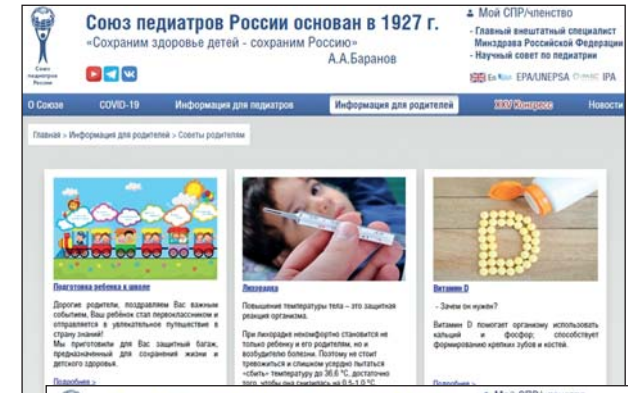 Союз педиатров России основан в 1927 г.
«Сохраним здоровье детей - сохраним Россию»
А.А.Баранов
Союз
педиатров
России
Мой СПР/членство
- Главный внештатный специалист
Минздрава Российской Федерации
- Научный совет по педиатрии
En EPA/UNEPSA IPA
О Союзе COVID-19 Информация для педиатров Информация для родителей XXV Конгресс Новости
Главная > Информация для родителей > Советы родителям
Подготовка ребенка к школе
Дорогие родители, поздравляем Вас важным
событием, Ваш ребёнок стал первоклассником и
отправляется в увлекательное путешествие в
страну знаний!
Мы приготовили для Вас защитный багаж,
предназначенный для сохранения жизни и
детского здоровья.
Подробнее >
Лихорадка
Повышение температуры тела – это защитная
реакция организма.
При лихорадке некомфортно становится не
только ребенку и его родителям, но и
возбудителю болезни. Поэтому не стоит
тревожиться и слишком усердно пытаться
«сбить» температуру до 36,6 °C, достаточно
того, чтобы она снизилась на 0,5-1,0 °C.
Витамин D
- Зачем он нужен?
Витамин D помогает организму использовать
кальций и фосфор; способствует
формированию крепких зубов и костей.
Подробнее >
Мой СПР/членство